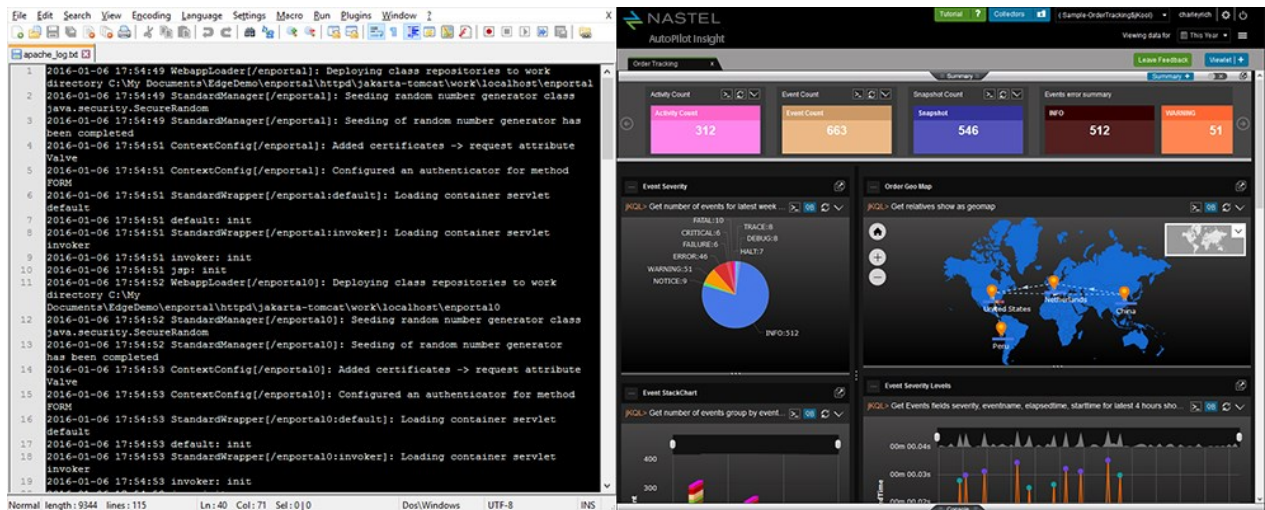 File Edit Search View Encoding Language Settings Macro Run Plugins Window ? X
apache_log.txt
1 2016-01-06 17:54:49 WebappLoader[/enportal]: Deploying class repositories to work
directory C:\My Documents\EdgeDemo\enportal\httpd\jakarta-tomcat\work\localhost\enportal
2 2016-01-06 17:54:49 StandardManager[/enportal]: Seeding random number generator class
java.security.SecureRandom
3 2016-01-06 17:54:49 StandardManager[/enportal]: Seeding of random number generator has
been completed
4 2016-01-06 17:54:51 ContextConfig[/enportal]: Added certificates -> request attribute
Valve
5 2016-01-06 17:54:51 ContextConfig[/enportal]: Configured an authenticator for method
FORM
6 2016-01-06 17:54:51 StandardWrapper[/enportal:default]: Loading container servlet
default
7 2016-01-06 17:54:51 default: init
8 2016-01-06 17:54:51 StandardWrapper[/enportal:invoker]: Loading container servlet
invoker
9 2016-01-06 17:54:51 invoker: init
10 2016-01-06 17:54:51 jsp: init
11 2016-01-06 17:54:52 WebappLoader[/enportal0]: Deploying class repositories to work
directory C:\My
Documents\EdgeDemo\enportal\httpd\jakarta-tomcat\work\localhost\enportal0
12 2016-01-06 17:54:52 StandardManager[/enportal0]: Seeding random number generator class
java.security.SecureRandom
13 2016-01-06 17:54:52 StandardManager[/enportal0]: Seeding of random number generator
has been completed
14 2016-01-06 17:54:53 ContextConfig[/enportal0]: Added certificates -> request attribute
Valve
15 2016-01-06 17:54:53 ContextConfig[/enportal0]: Configured an authenticator for method
FORM
16 2016-01-06 17:54:53 StandardWrapper[/enportal0:default]: Loading container servlet
default
17 2016-01-06 17:54:53 default: init
18 2016-01-06 17:54:53 StandardWrapper[/enportal0:invoker]: Loading container servlet
invoker
19 2016-01-06 17:54:53 invoker: init
Normal length : 9344 lines : 115 Ln : 40 Col : 71 Sel : 0 | 0 Dos\Windows UTF-8 INS
NASTEL
AutoPilot Insight
Tutorial ? Collectors (Sample-OrderTracking$jKool) charleyrich
Viewing data for This Year
Leave Feedback Viewlet | +
Order Tracking x
Summary
Summary +
Activity Count Event Count Snapshot Count Events error summary
Activity Count Event Count Snapshot INFO WARNING
312 663 546 512 51
Event Severity
jKQL> Get number of events for latest week ...
FATAL:10
CRITICAL:6
FAILURE:6
ERROR:46
WARNING:51
NOTICE:9
TRACE:8
DEBUG:8
HALT:7
INFO:512
Order Geo Map
jKQL> Get relatives show as geomap
United States
Netherlands
China
Peru
Event StackChart
jKQL> Get number of events group by event...
400
300
Event Severity Levels
jKQL> Get Events fields severity, eventname, elapsedtime, starttime for latest 4 hours sho...
00m 00.04s
00m 00.03s
00m 00.02s
Console